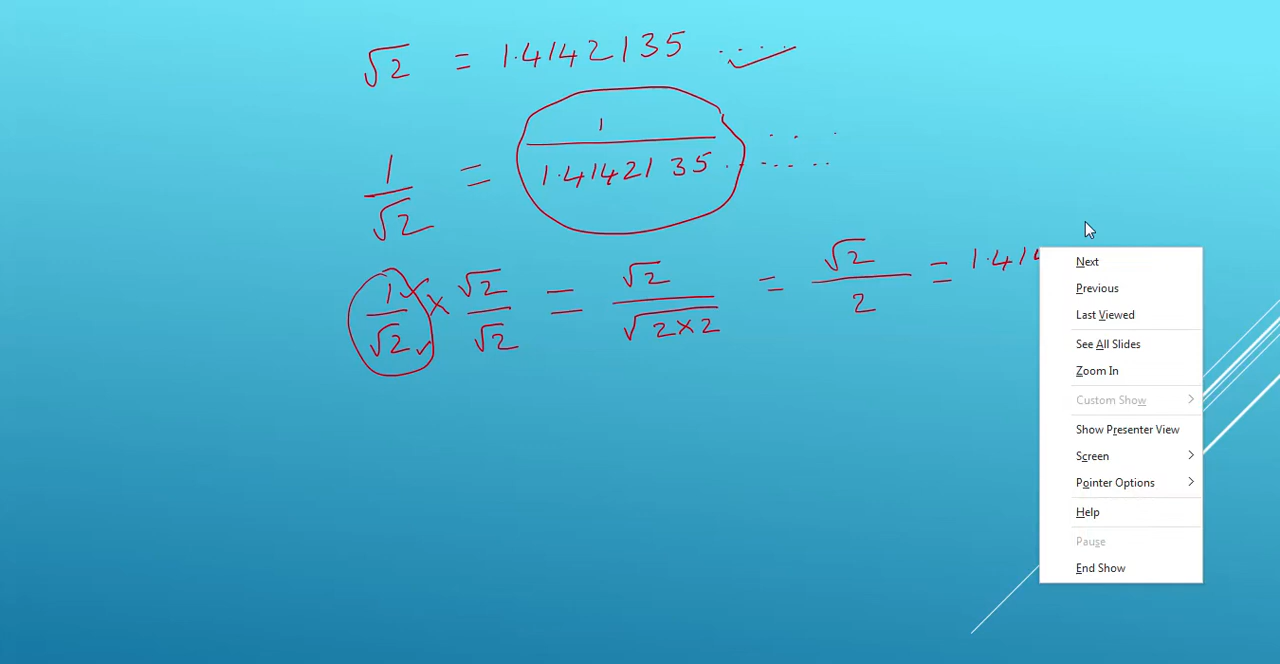 √2 = 1.4142135 .....
1/√2 = 1/1.4142135.......
1/√2 × √2/√2 = √2/√(2×2) = √2/2 = 1.414
Next
Previous
Last Viewed
See All Slides
Zoom In
Custom Show
Show Presenter View
Screen
Pointer Options
Help
Pause
End Show